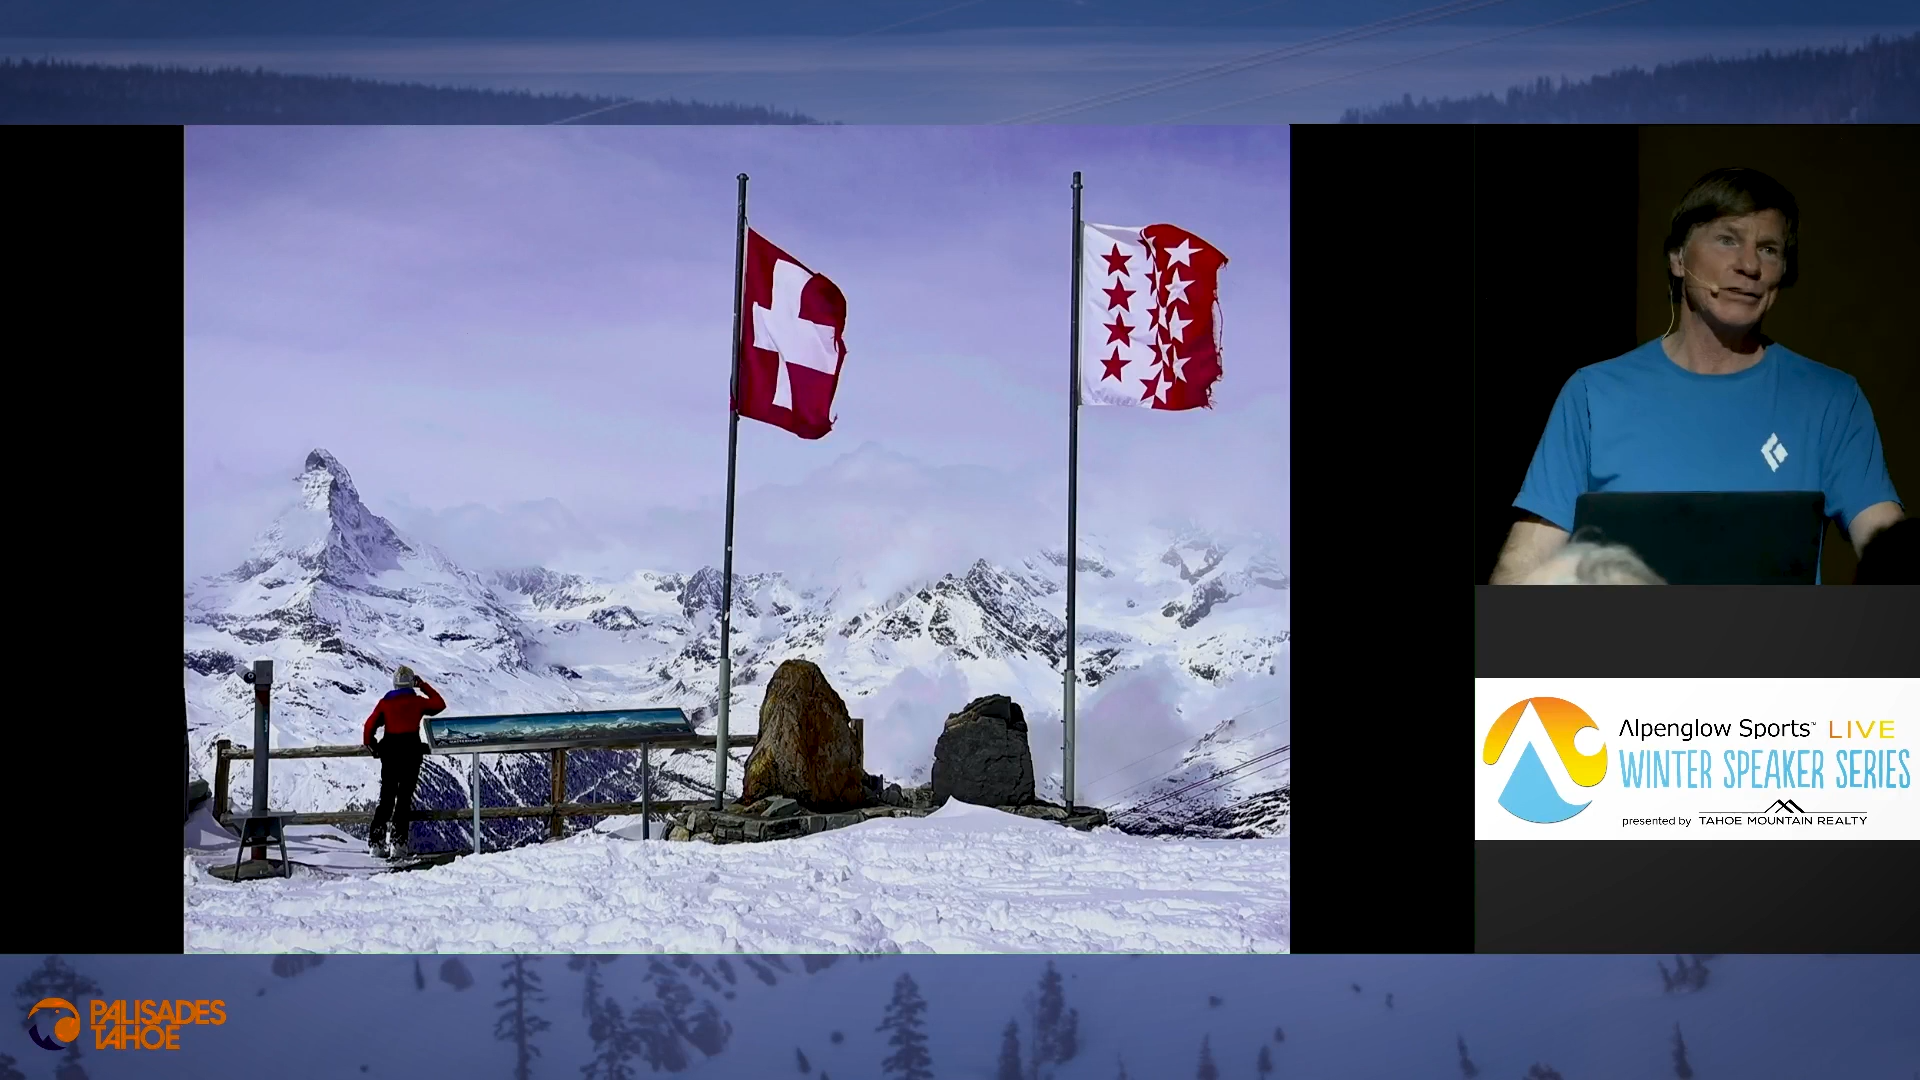 Alpenglow Sports™ LIVE
WINTER SPEAKER SERIES
presented by TAHOE MOUNTAIN REALTY
PALISADES
TAHOE